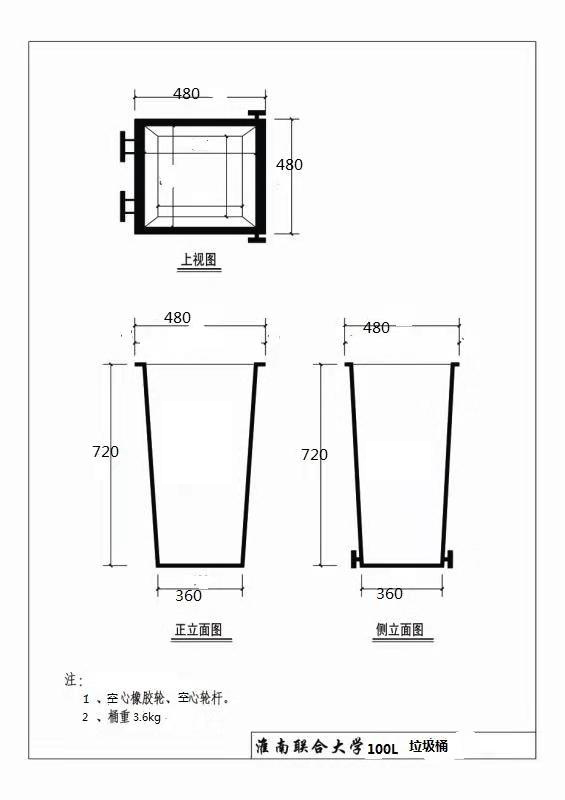 480
480
上视图
480
480
720
720
360
360
正立面图
侧立面图
注：
1 、空心橡胶轮、空心轮杆。
2 、桶重3.6kg
淮南联合大学100L 垃圾桶